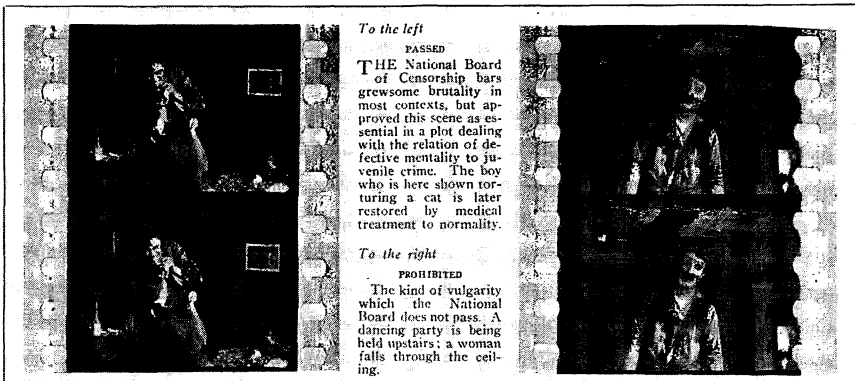 To the left
PASSED
THE National Board
of Censorship bars
grewsome brutality in
most contexts, but ap-
proved this scene as es-
sential in a plot dealing
with the relation of de-
fective mentality to ju-
venile crime. The boy
who is here shown tor-
turing a cat is later
restored by medical
treatment to normality.
To the right
PROHIBITED
The kind of vulgarity
which the National
Board does not pass. A
dancing party is being
held upstairs; a woman
falls through the ceil-
ing.